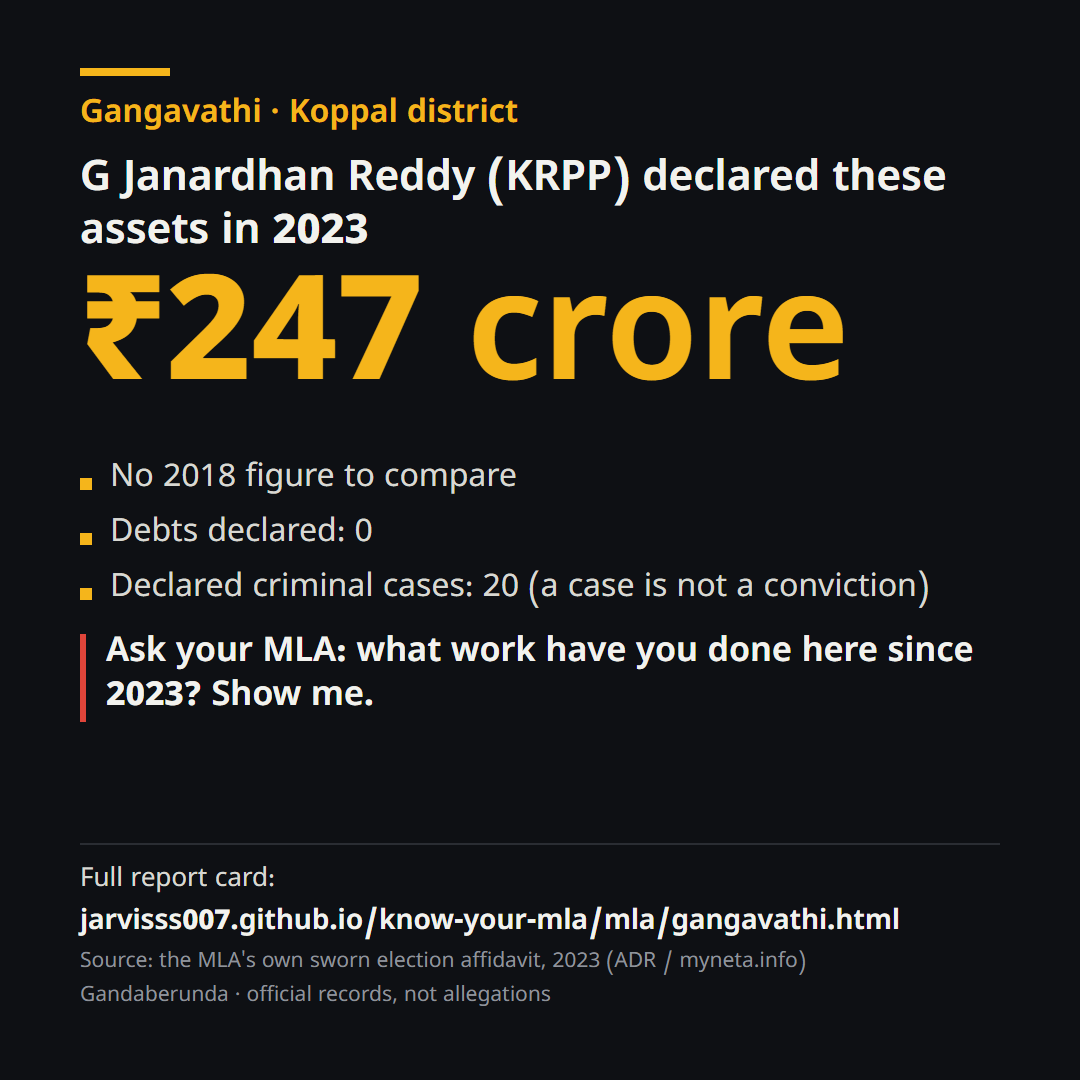 Gangavathi · Koppal district
G Janardhan Reddy (KRPP) declared these
assets in 2023
₹247 crore
No 2018 figure to compare
Debts declared: 0
Declared criminal cases: 20 (a case is not a conviction)
Ask your MLA: what work have you done here since
2023? Show me.
Full report card:
jarvisss007.github.io/know-your-mla/mla/gangavathi.html
Source: the MLA's own sworn election affidavit, 2023 (ADR / myneta.info)
Gandaberunda · official records, not allegations